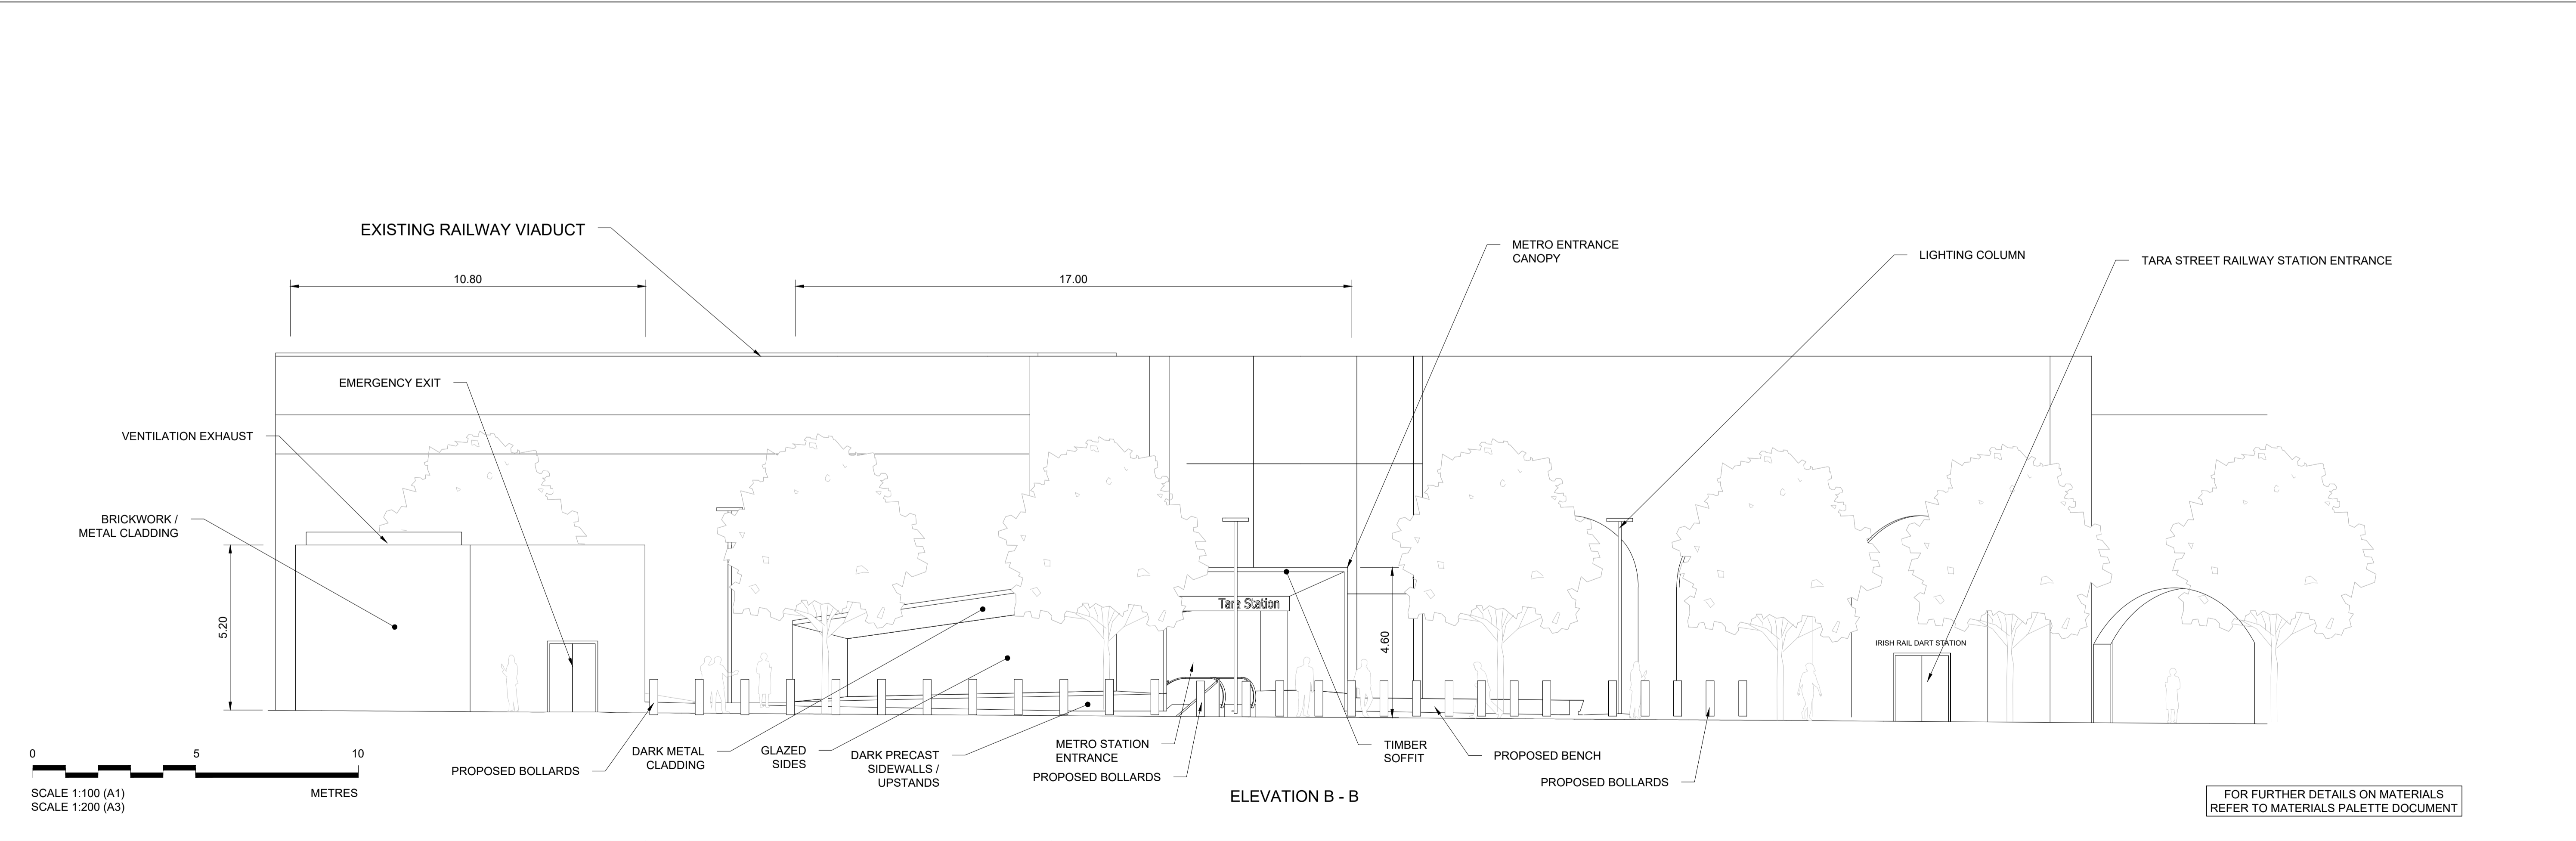 EXISTING RAILWAY VIADUCT
METRO ENTRANCE
CANOPY
LIGHTING COLUMN
TARA STREET RAILWAY STATION ENTRANCE
10.80
17.00
EMERGENCY EXIT
VENTILATION EXHAUST
BRICKWORK /
METAL CLADDING
5.20
Tara Station
4.60
IRISH RAIL DART STATION
0
5
10
SCALE 1:100 (A1)
METRES
SCALE 1:200 (A3)
PROPOSED BOLLARDS
DARK METAL
CLADDING
GLAZED
SIDES
DARK PRECAST
SIDEWALLS /
UPSTANDS
METRO STATION
ENTRANCE
PROPOSED BOLLARDS
TIMBER
SOFFIT
PROPOSED BENCH
PROPOSED BOLLARDS
ELEVATION B - B
FOR FURTHER DETAILS ON MATERIALS
REFER TO MATERIALS PALETTE DOCUMENT